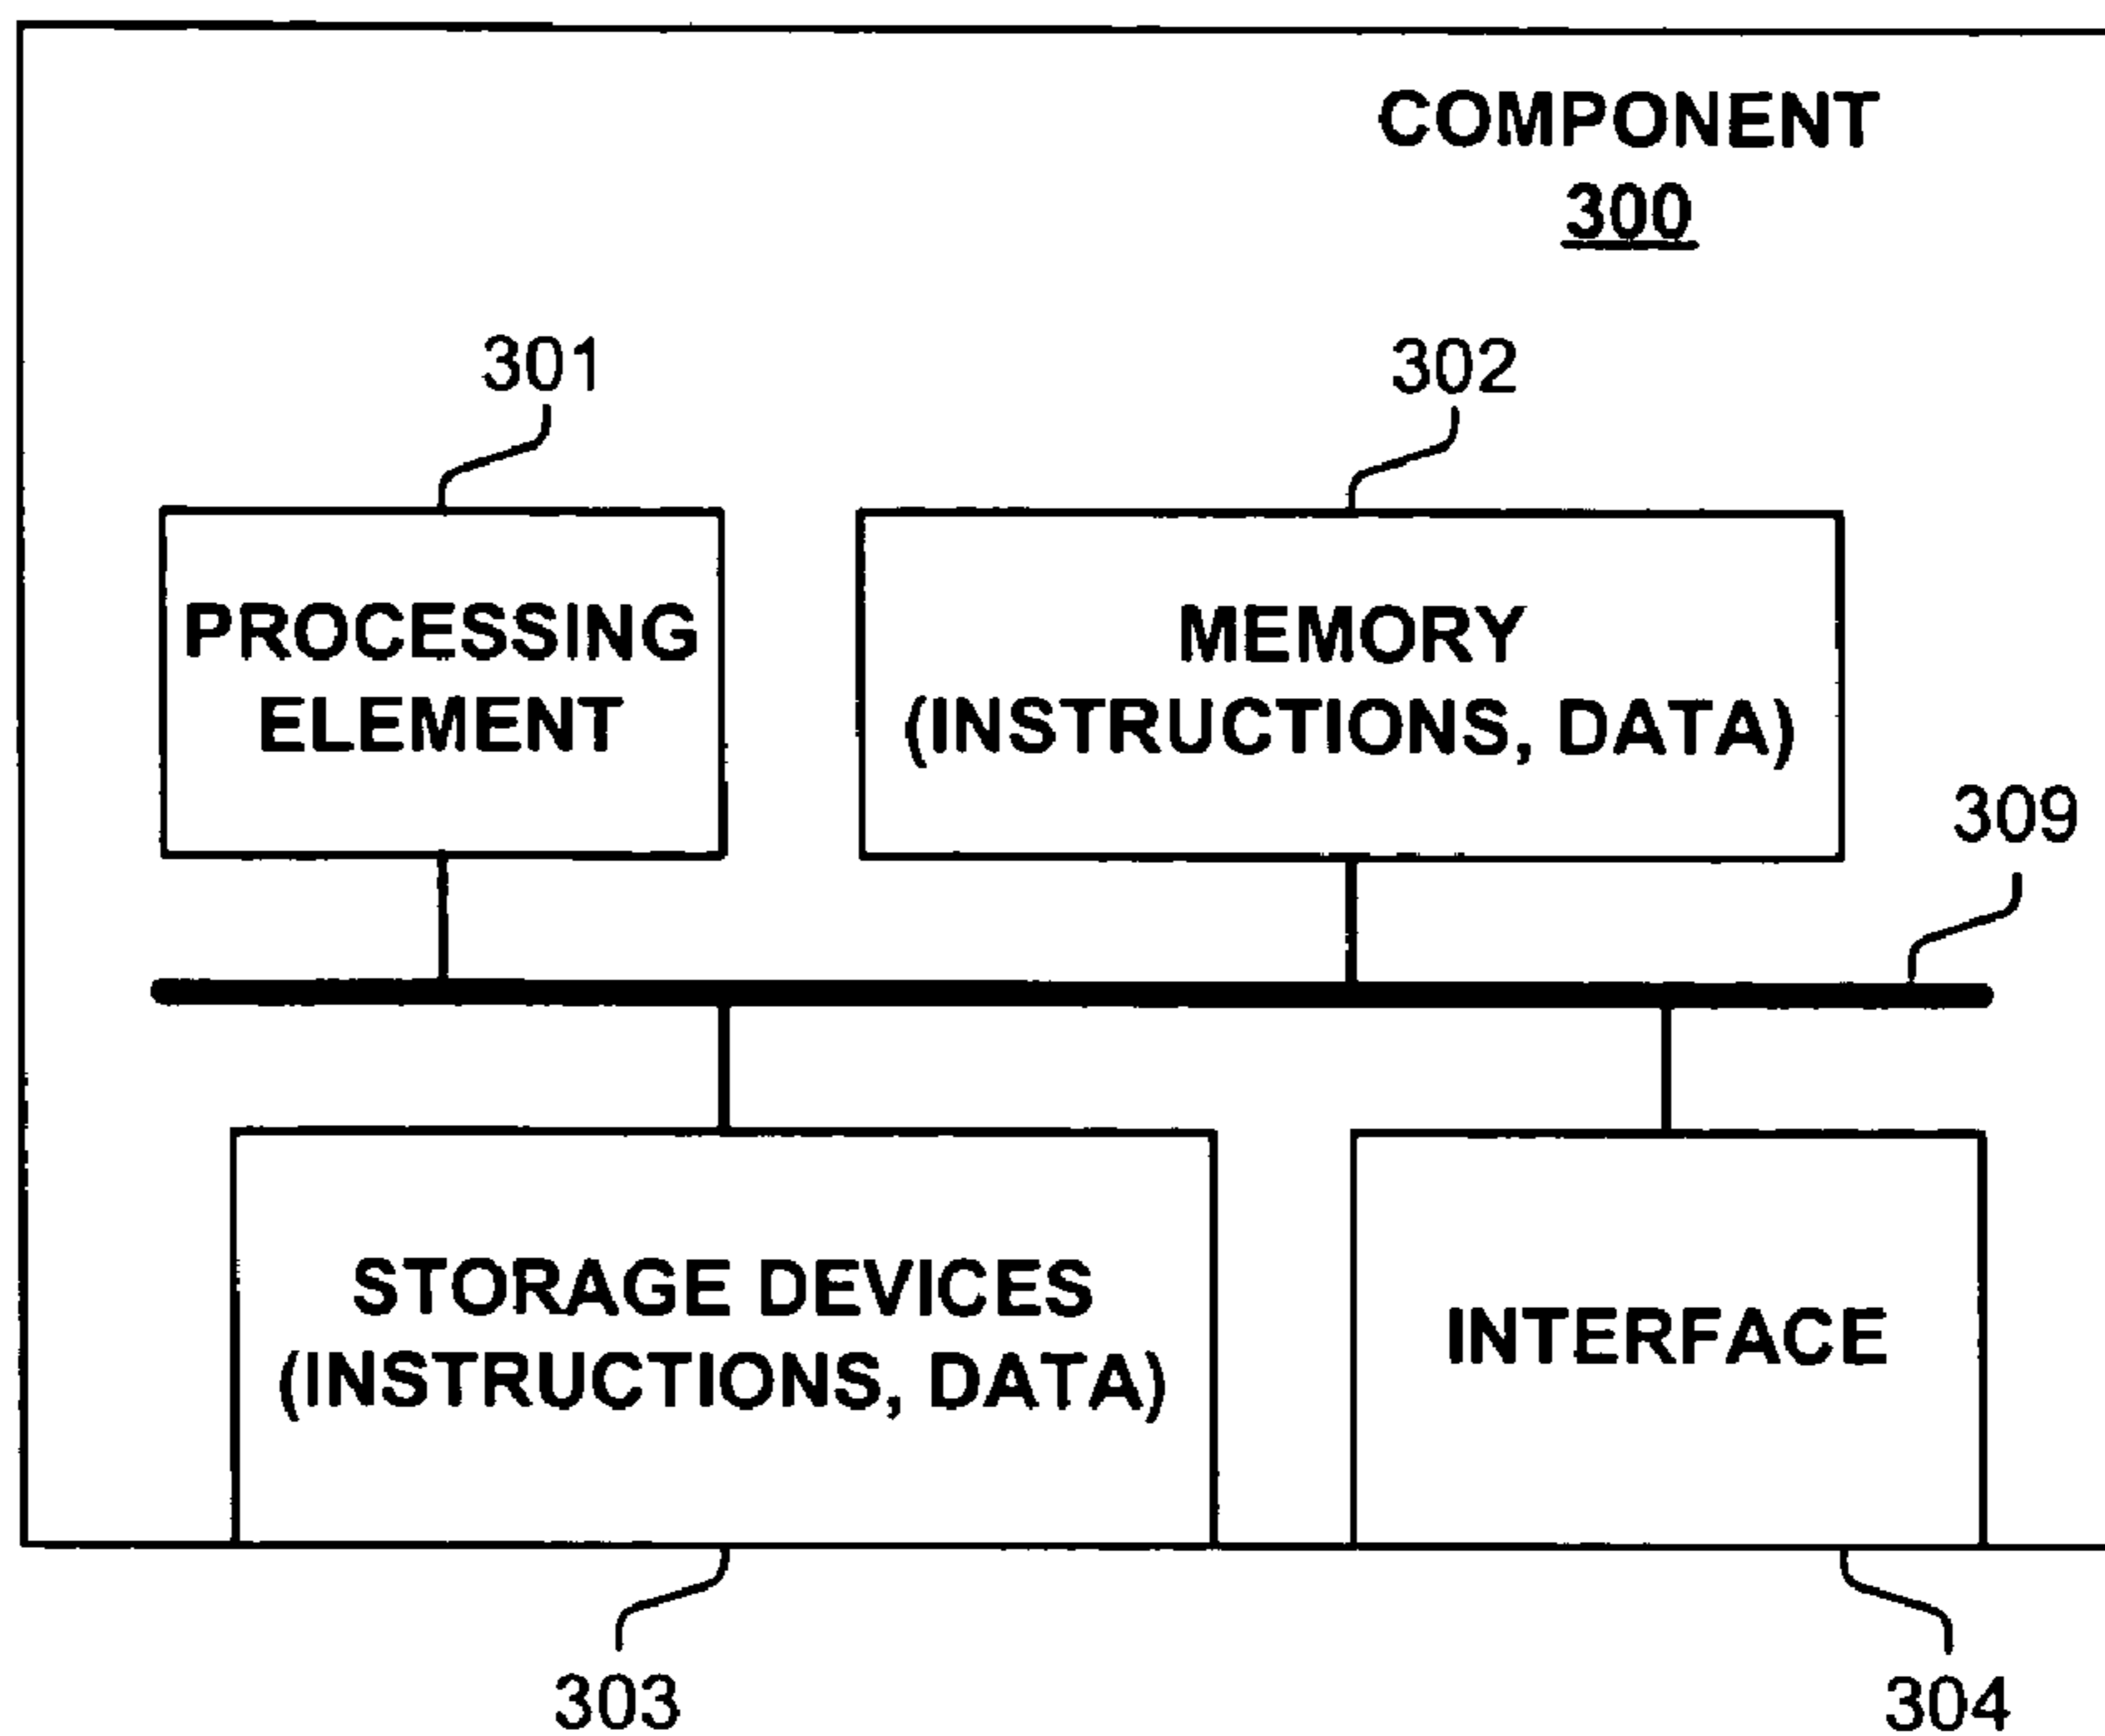 COMPONENT
300
301
302
PROCESSING
ELEMENT
MEMORY
(INSTRUCTIONS, DATA)
309
STORAGE DEVICES
(INSTRUCTIONS, DATA)
INTERFACE
303
304